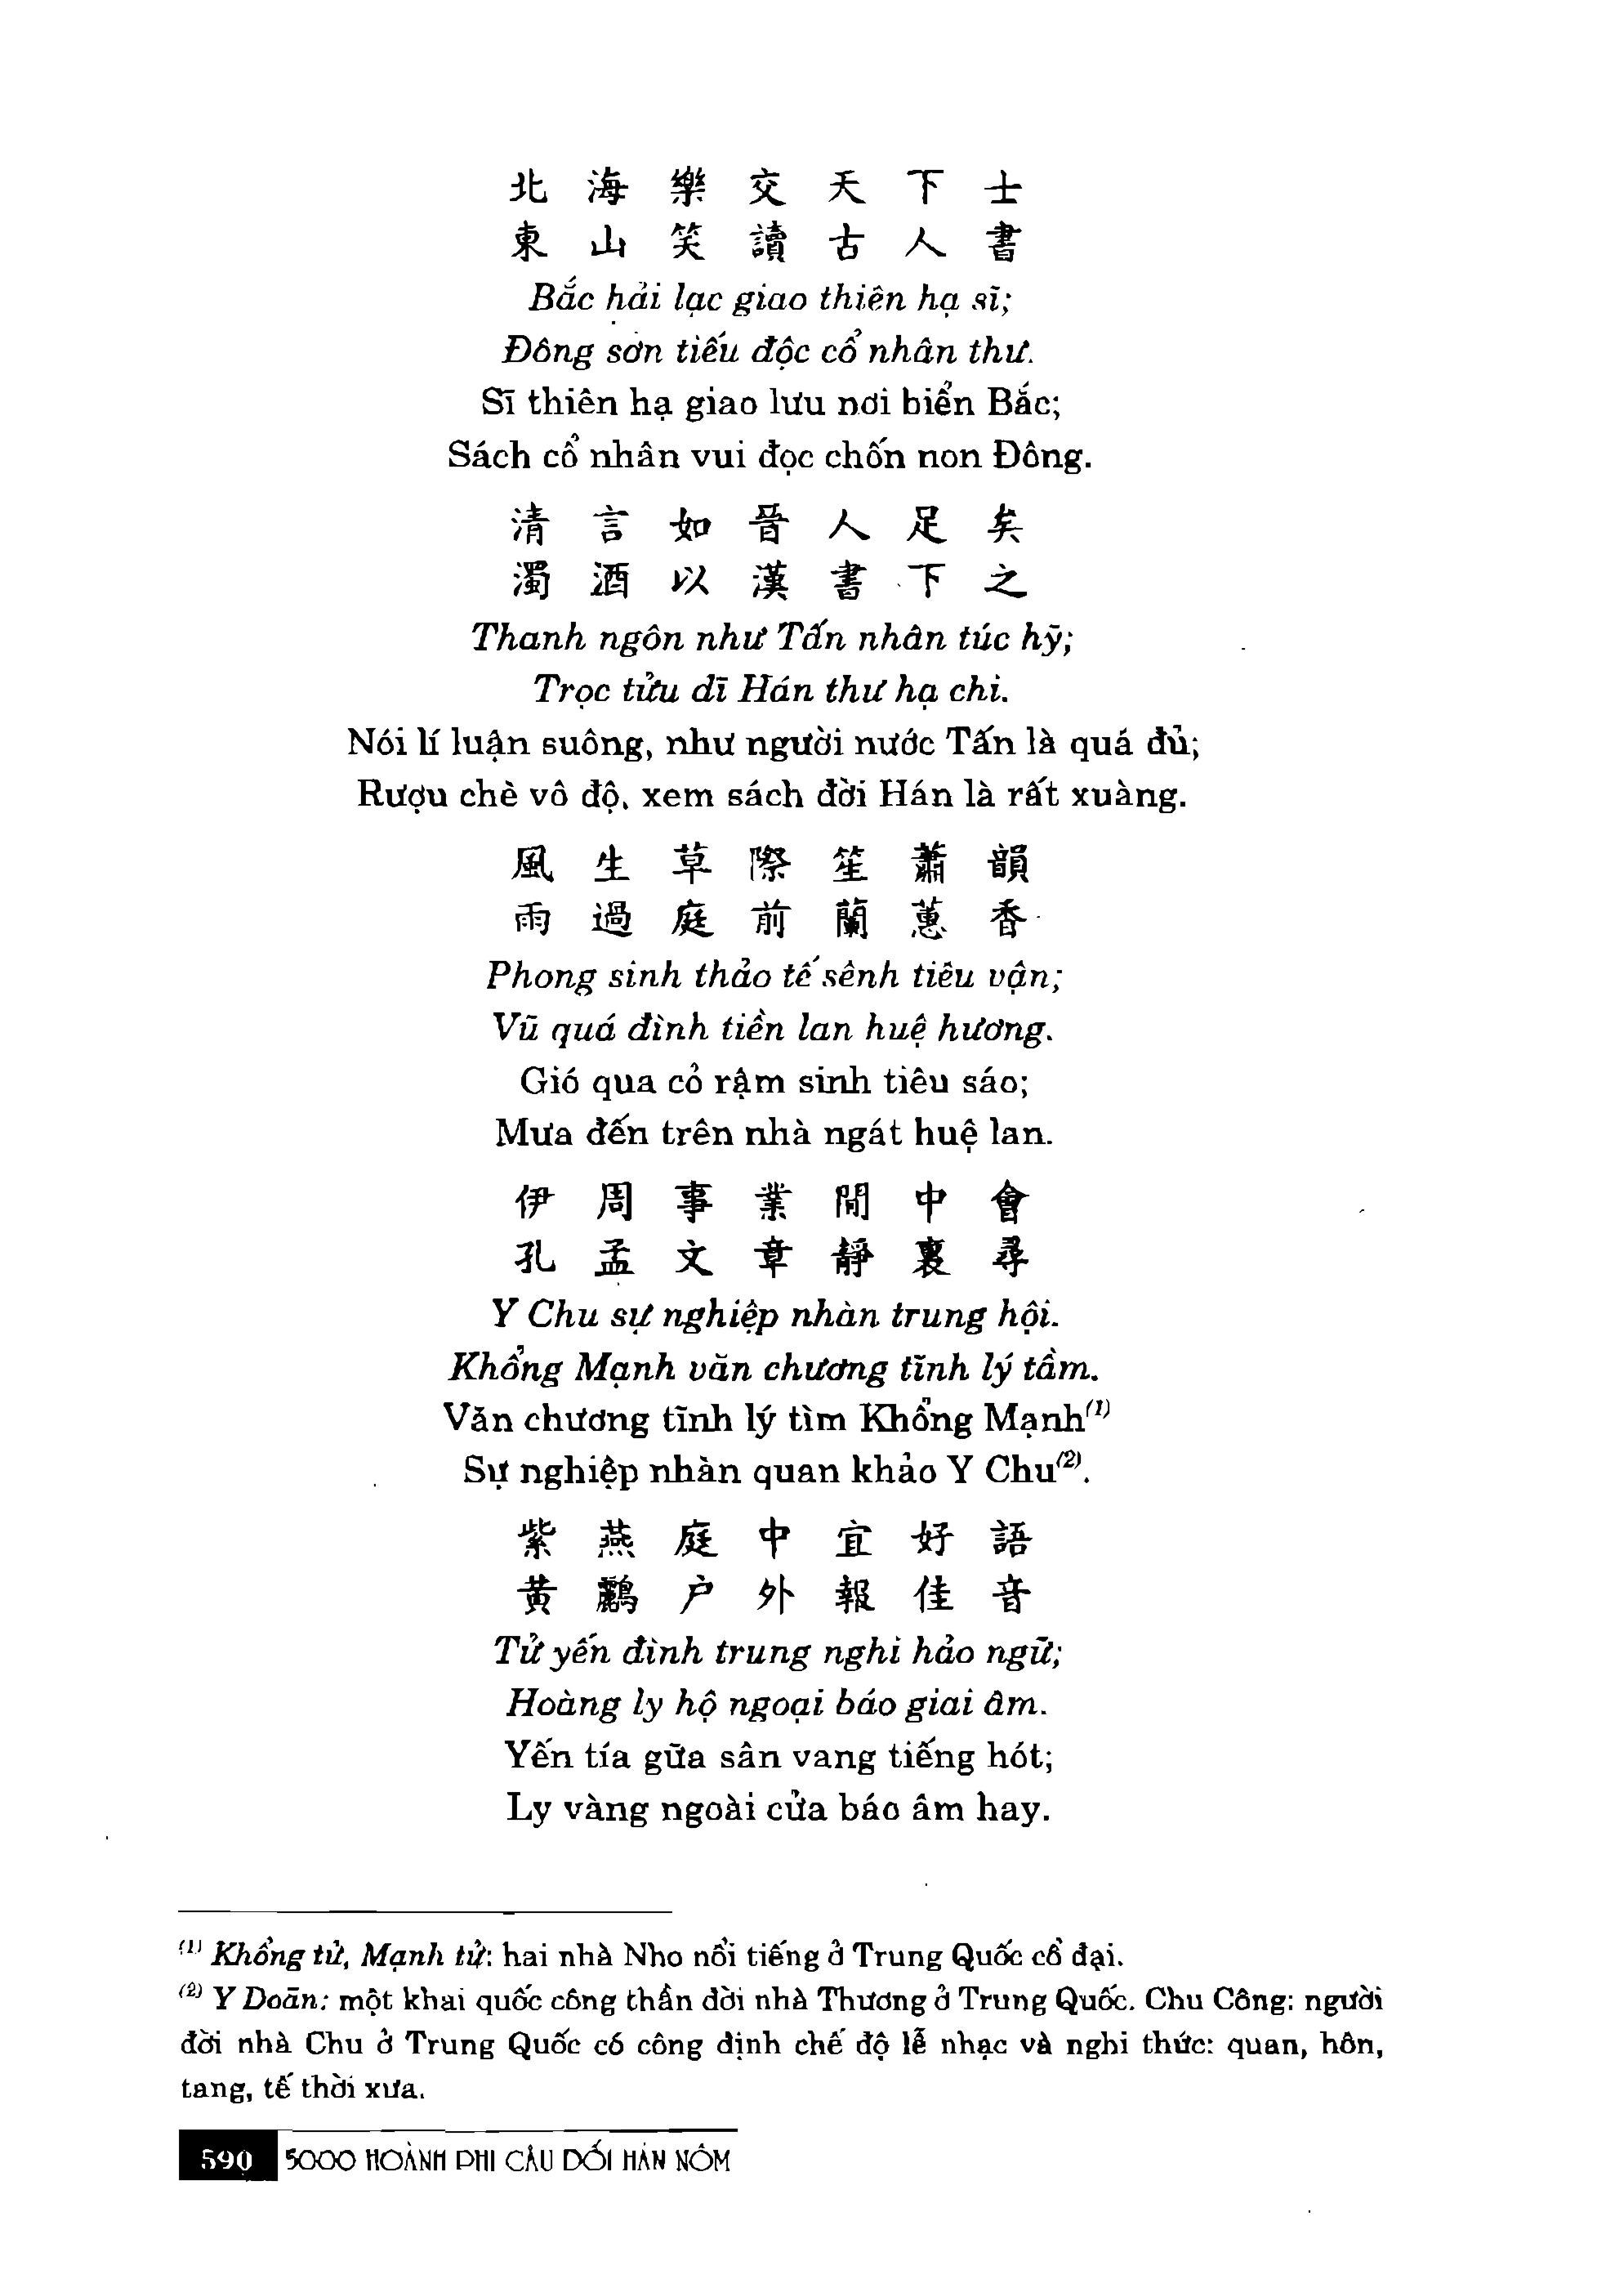 北 海 樂 交 天 下 士
東 山 笑 讀 古 人 書
Bắc hải lạc giao thiên hạ sĩ;
Đông sơn tiếu độc cổ nhân thư.
Sĩ thiên hạ giao lưu nơi biển Bắc;
Sách cổ nhân vui đọc chốn non Đông.
清 言 如 晉 人 足 矣
濁 酒 以 漢 書 下 之
Thanh ngôn như Tấn nhân túc hỹ;
Trọc tửu dĩ Hán thư hạ chi.
Nói lí luận suông, như người nước Tấn là quá đủ;
Rượu chè vô độ, xem sách đời Hán là rất xuàng.
風 生 草 際 笙 蕭 韻
雨 過 庭 前 蘭 蕙 香
Phong sinh thảo tế sênh tiêu vận;
Vũ quá đình tiền lan huệ hương.
Gió qua cỏ rậm sinh tiêu sáo;
Mưa đến trên nhà ngát huệ lan.
伊 周 事 業 閒 中 會
孔 孟 文 章 靜 裏 尋
Y Chu sự nghiệp nhàn trung hội.
Khổng Mạnh văn chương tĩnh lý tầm.
Văn chương tĩnh lý tìm Khổng Mạnh(1)
Sự nghiệp nhàn quan khảo Y Chu(2).
紫 燕 庭 中 宜 好 語
黄 鸝 户 外 報 佳 音
Tử yến đình trung nghi hảo ngữ;
Hoàng ly hộ ngoại báo giai âm.
Yến tía gữa sân vang tiếng hót;
Ly vàng ngoài cửa báo âm hay.
(1) Khổng tử, Mạnh tử: hai nhà Nho nổi tiếng ở Trung Quốc cổ đại.
(2) Y Doãn: một khai quốc công thần đời nhà Thương ở Trung Quốc. Chu Công: người
đời nhà Chu ở Trung Quốc có công định chế độ lễ nhạc và nghi thức: quan, hôn,
tang, tế thời xưa.
590 5000 HOÀNH PHI CÂU ĐỐI HÁN NÔM